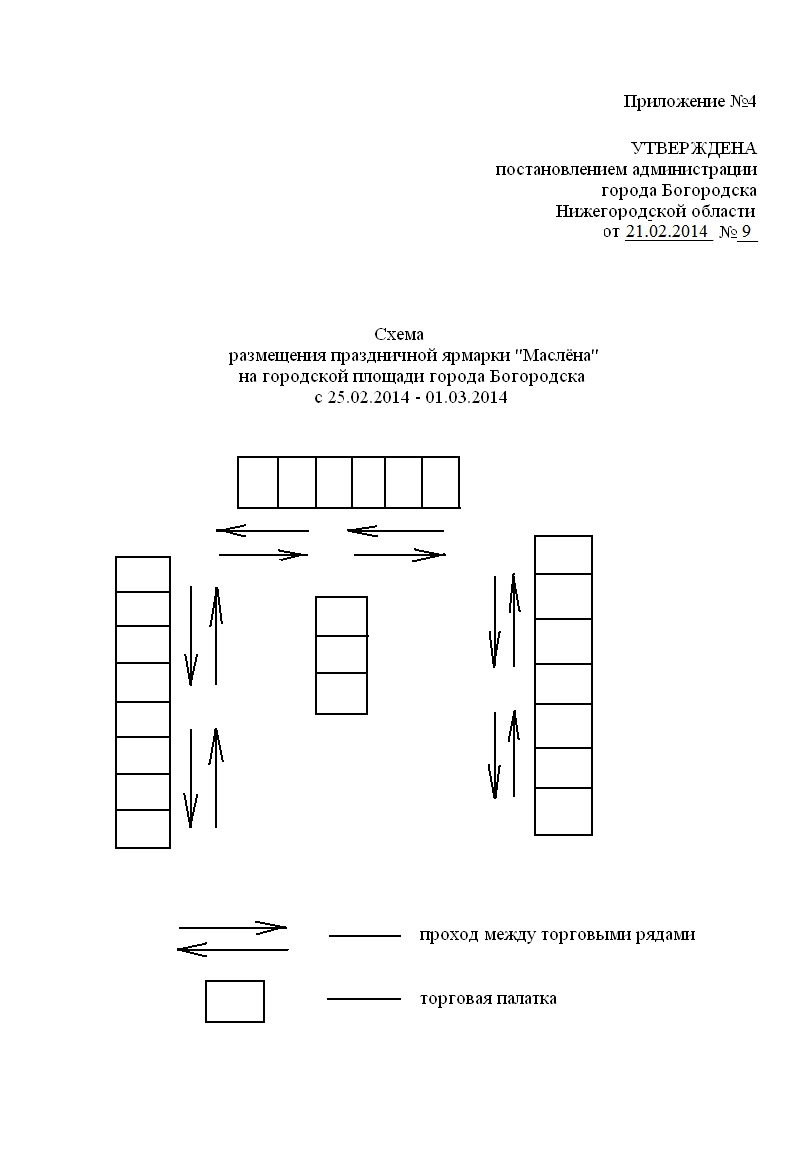 Приложение №4
УТВЕРЖДЕНА
постановлением администрации
города Богородска
Нижегородской области
от 21.02.2014 № 9
Схема
размещения праздничной ярмарки "Маслёна"
на городской площади города Богородска
с 25.02.2014 - 01.03.2014
проход между торговыми рядами
торговая палатка